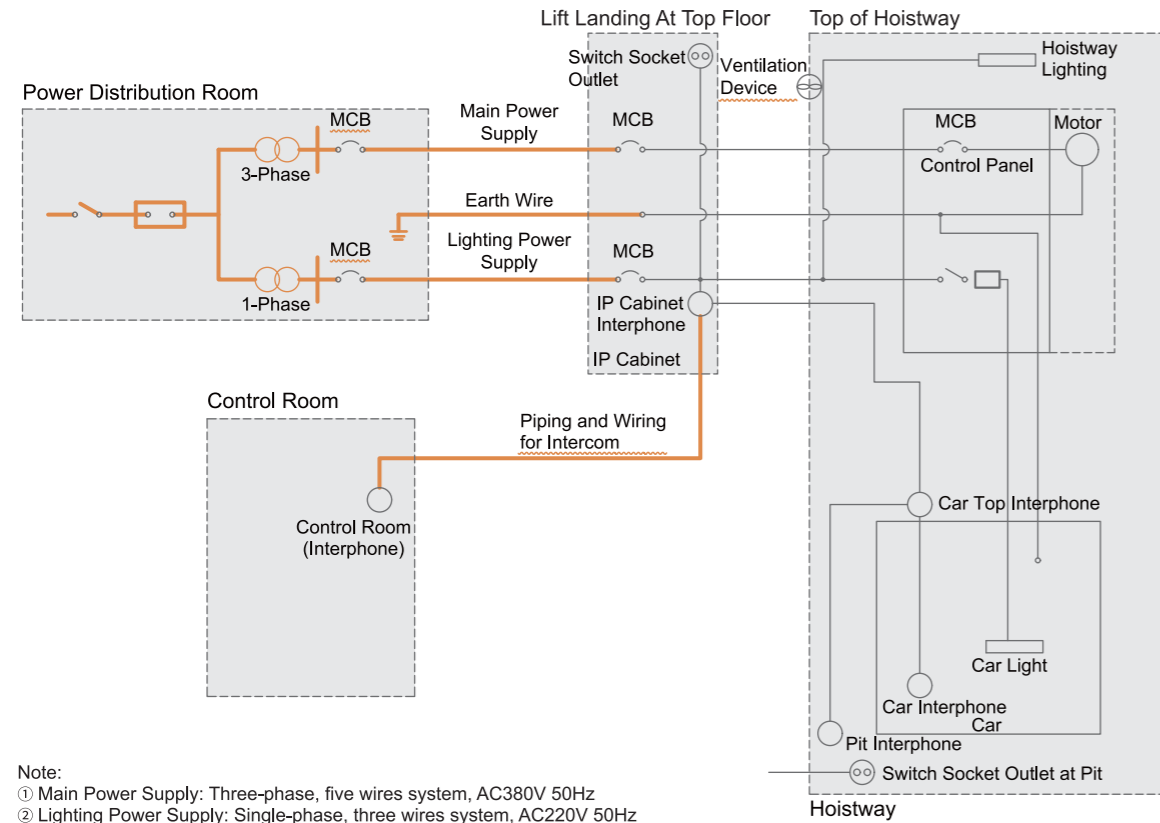 Lift Landing At Top Floor
Top of Hoistway
Switch Socket
Outlet
Ventilation
Device
Hoistway
Lighting
Power Distribution Room
MCB
Main Power
Supply
MCB
MCB
Motor
3-Phase
Control Panel
Earth Wire
MCB
Lighting Power
Supply
MCB
1-Phase
IP Cabinet
Interphone
IP Cabinet
Control Room
Piping and Wiring
for Intercom
Control Room
(Interphone)
Car Top Interphone
Car Light
Car Interphone
Car
Pit Interphone
Switch Socket Outlet at Pit
Hoistway
Note:
① Main Power Supply: Three-phase, five wires system, AC380V 50Hz
② Lighting Power Supply: Single-phase, three wires system, AC220V 50Hz